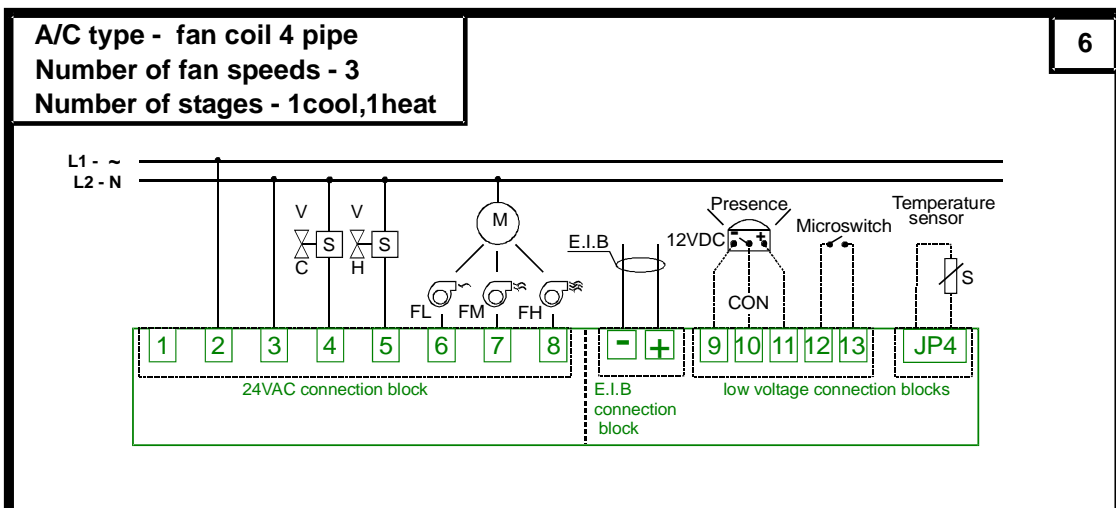 A/C type - fan coil 4 pipe
Number of fan speeds - 3
Number of stages - 1cool,1heat
6
L1 - ~
L2 - N
V V
S S
C H
M
FL FM FH
E.I.B
Presence
12VDC
- +
CON
Microswitch
Temperature
sensor
S
1 2 3 4 5 6 7 8 - + 9 10 11 12 13 JP4
24VAC connection block
E.I.B
connection
block
low voltage connection blocks